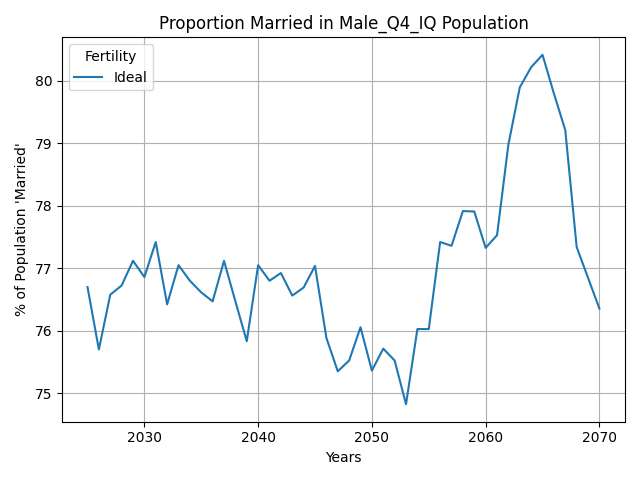 Proportion Married in Male_Q4_IQ Population
Fertility
Ideal
% of Population 'Married'
80
79
78
77
76
75
2030
2040
2050
2060
2070
Years